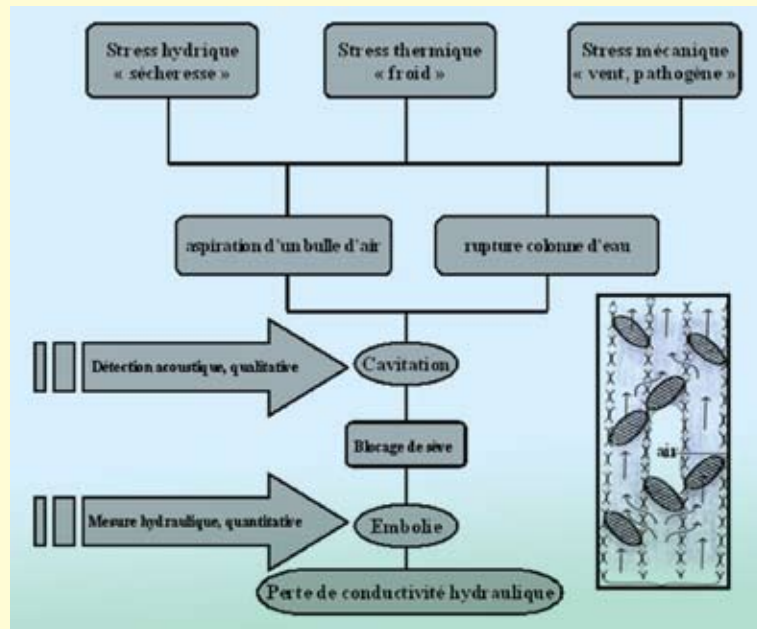 Stress hydrique
« sécheresse »
Stress thermique
« froid »
Stress mécanique
« vent, pathogène »
aspiration d'un bulle d'air
rupture colonne d'eau
Détection acoustique, qualitative
Cavitation
Blocage de sève
air
Mesure hydraulique, quantitative
Embolie
Perte de conductivité hydraulique